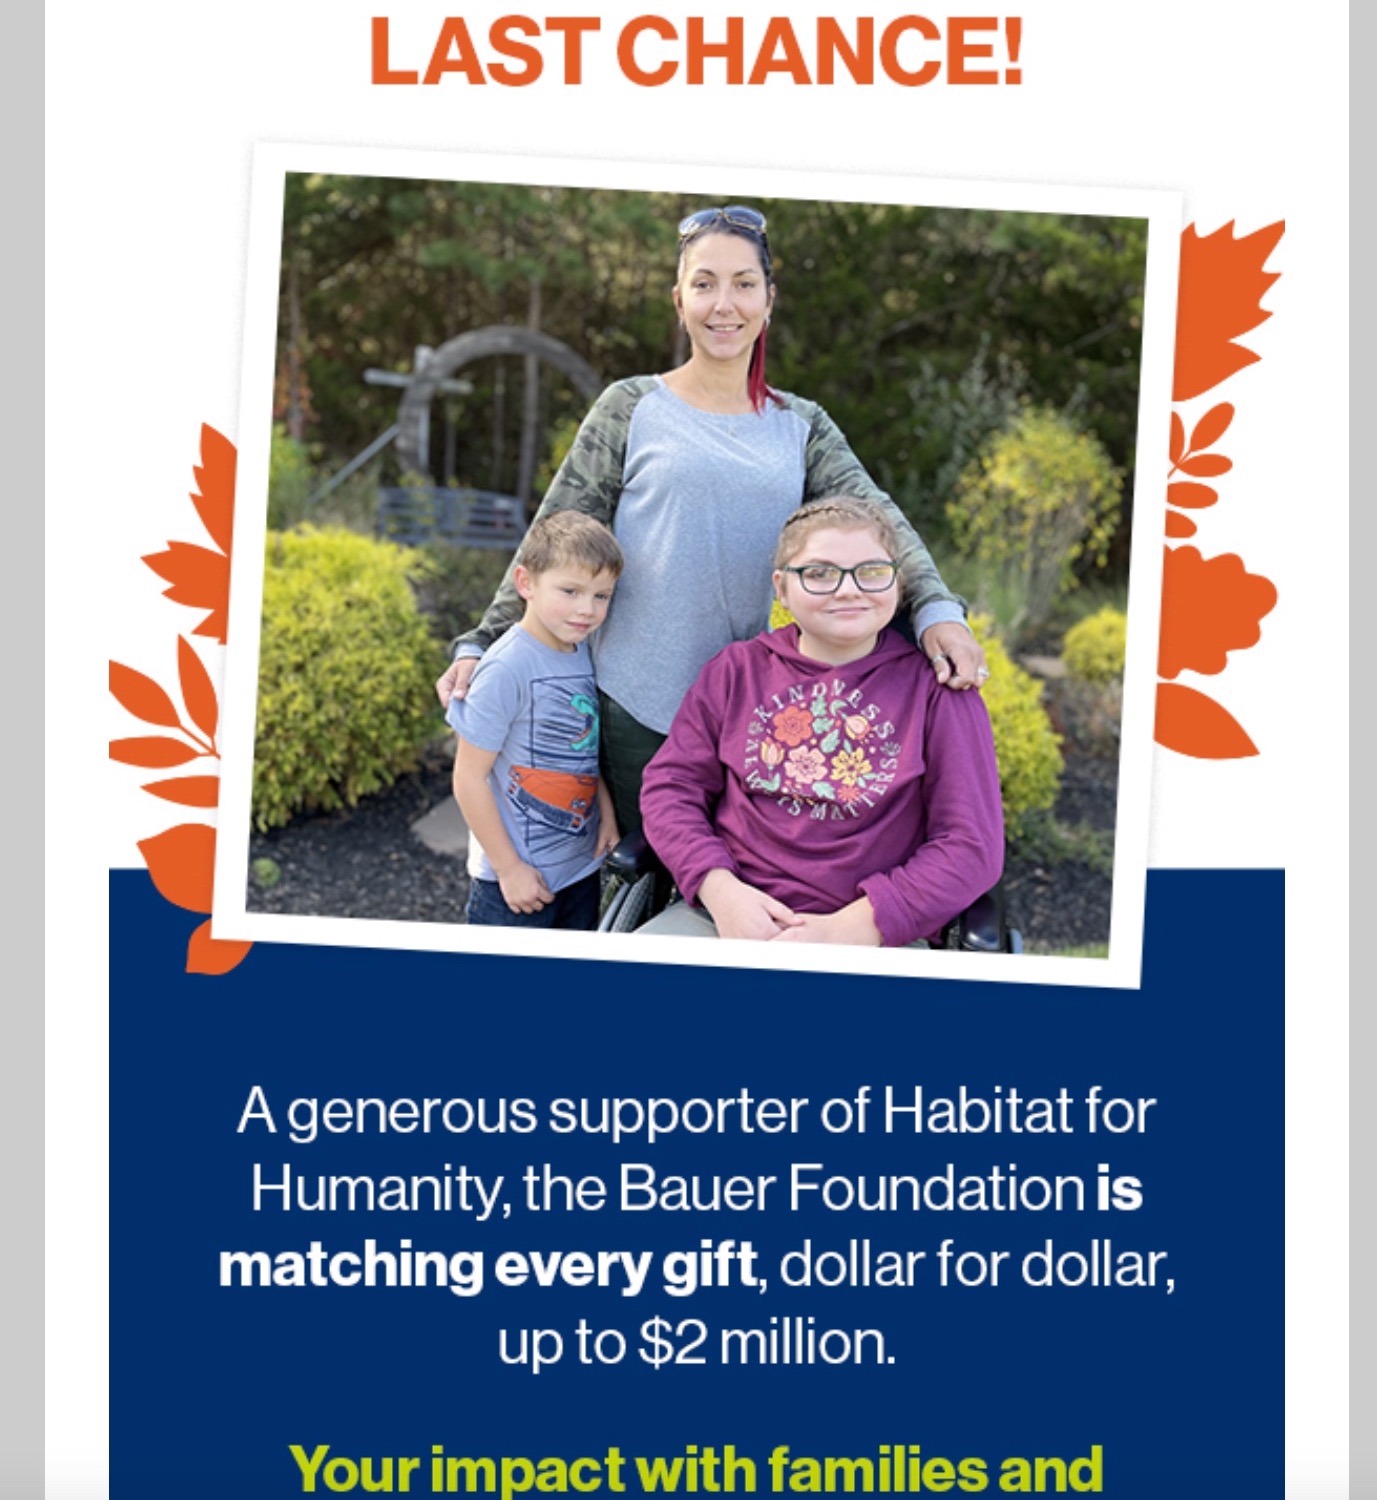 LAST CHANCE!
KINDNESS
ALWAYS MATTERS
A generous supporter of Habitat for
Humanity, the Bauer Foundation is
matching every gift, dollar for dollar,
up to $2 million.
Your impact with families and